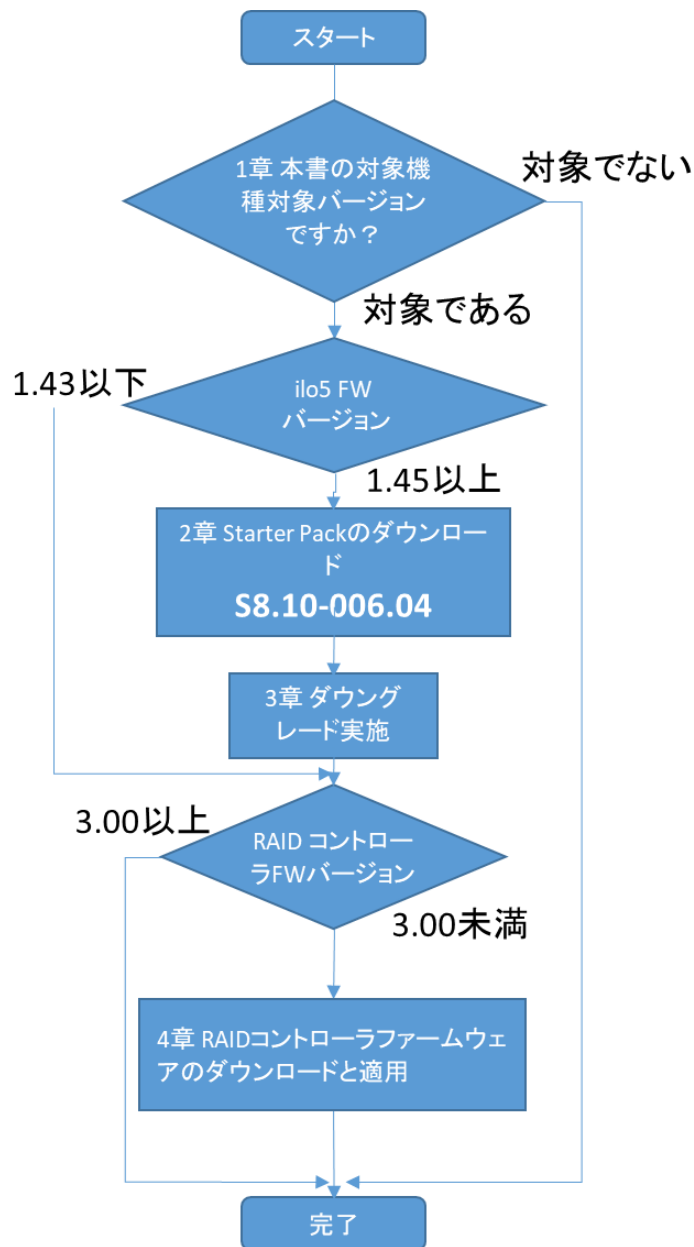 スタート
1章 本書の対象機
種対象バージョン
ですか？
対象でない
対象である
ilo5 FW
バージョン
1.43以下
1.45以上
2章 Starter Packのダウンロー
ド
S8.10-006.04
3章 ダウング
レード実施
3.00以上
RAID コントロー
ラFWバージョン
3.00未満
4章 RAIDコントローラファームウェ
アのダウンロードと適用
完了